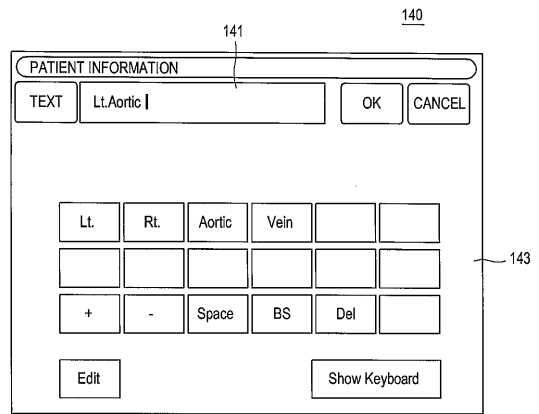 140
141
PATIENT INFORMATION
TEXT Lt.Aortic OK CANCEL
Lt. Rt. Aortic Vein
143
+ - Space BS Del
Edit Show Keyboard